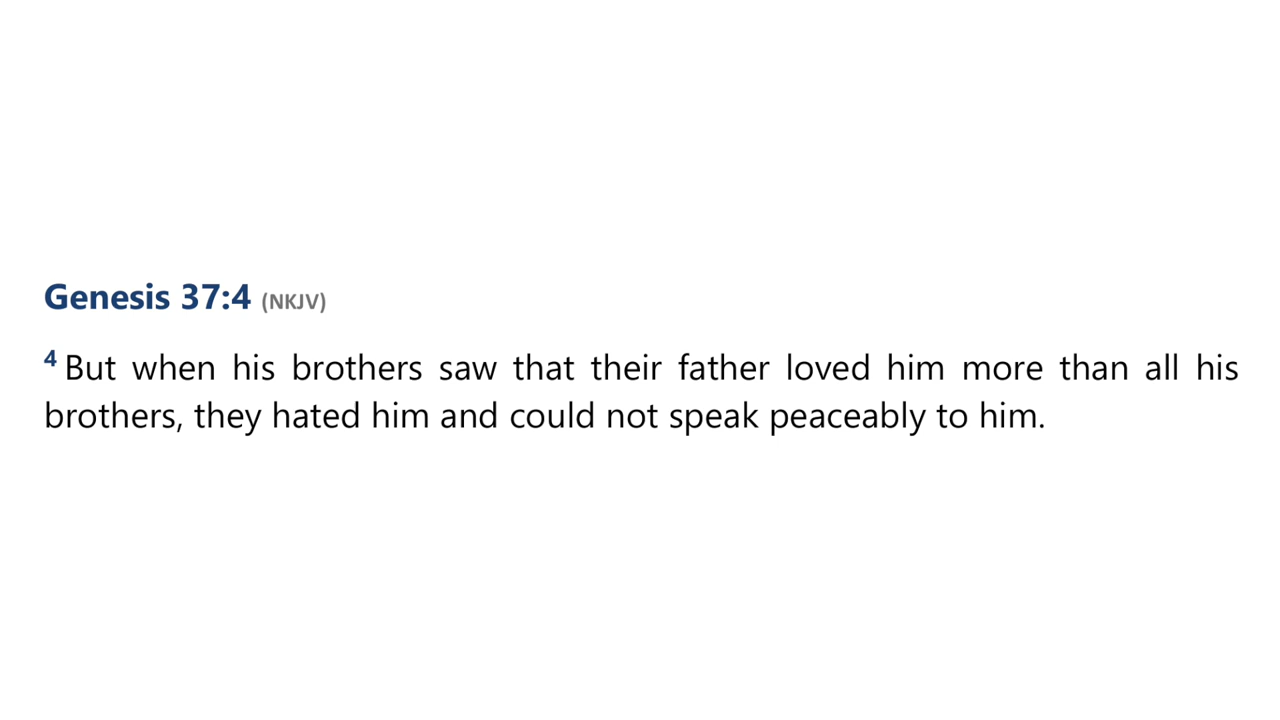 Genesis 37:4 (NKJV)
4 But when his brothers saw that their father loved him more than all his
brothers, they hated him and could not speak peaceably to him.